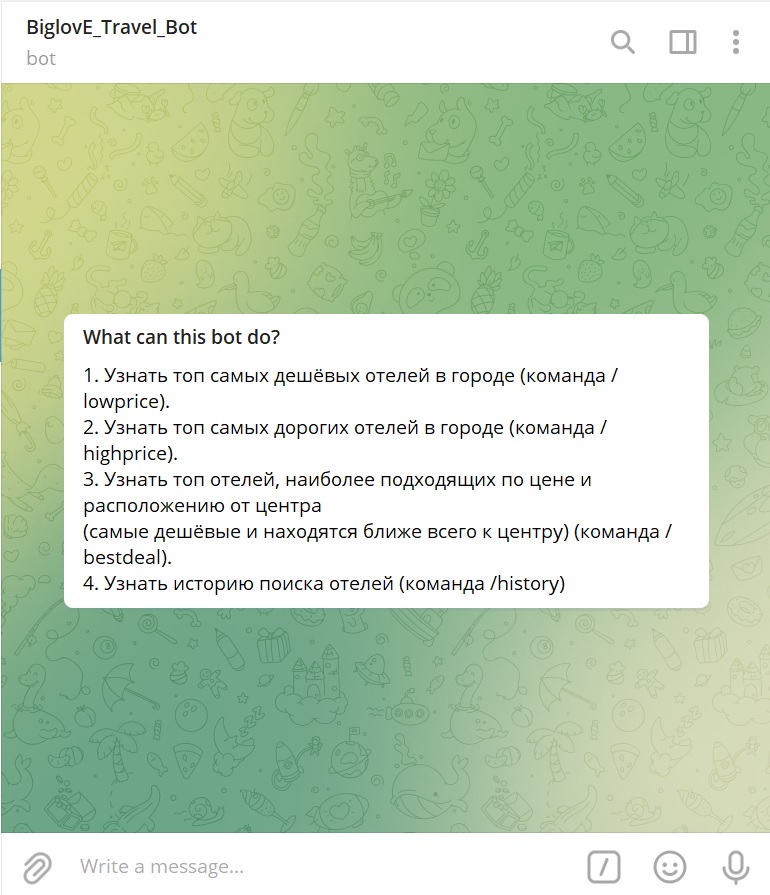 BiglovE_Travel_Bot
bot
What can this bot do?
1. Узнать топ самых дешёвых отелей в городе (команда /
lowprice).
2. Узнать топ самых дорогих отелей в городе (команда /
highprice).
3. Узнать топ отелей, наиболее подходящих по цене и
расположению от центра
(самые дешёвые и находятся ближе всего к центру) (команда /
bestdeal).
4. Узнать историю поиска отелей (команда /history)
Write a message...